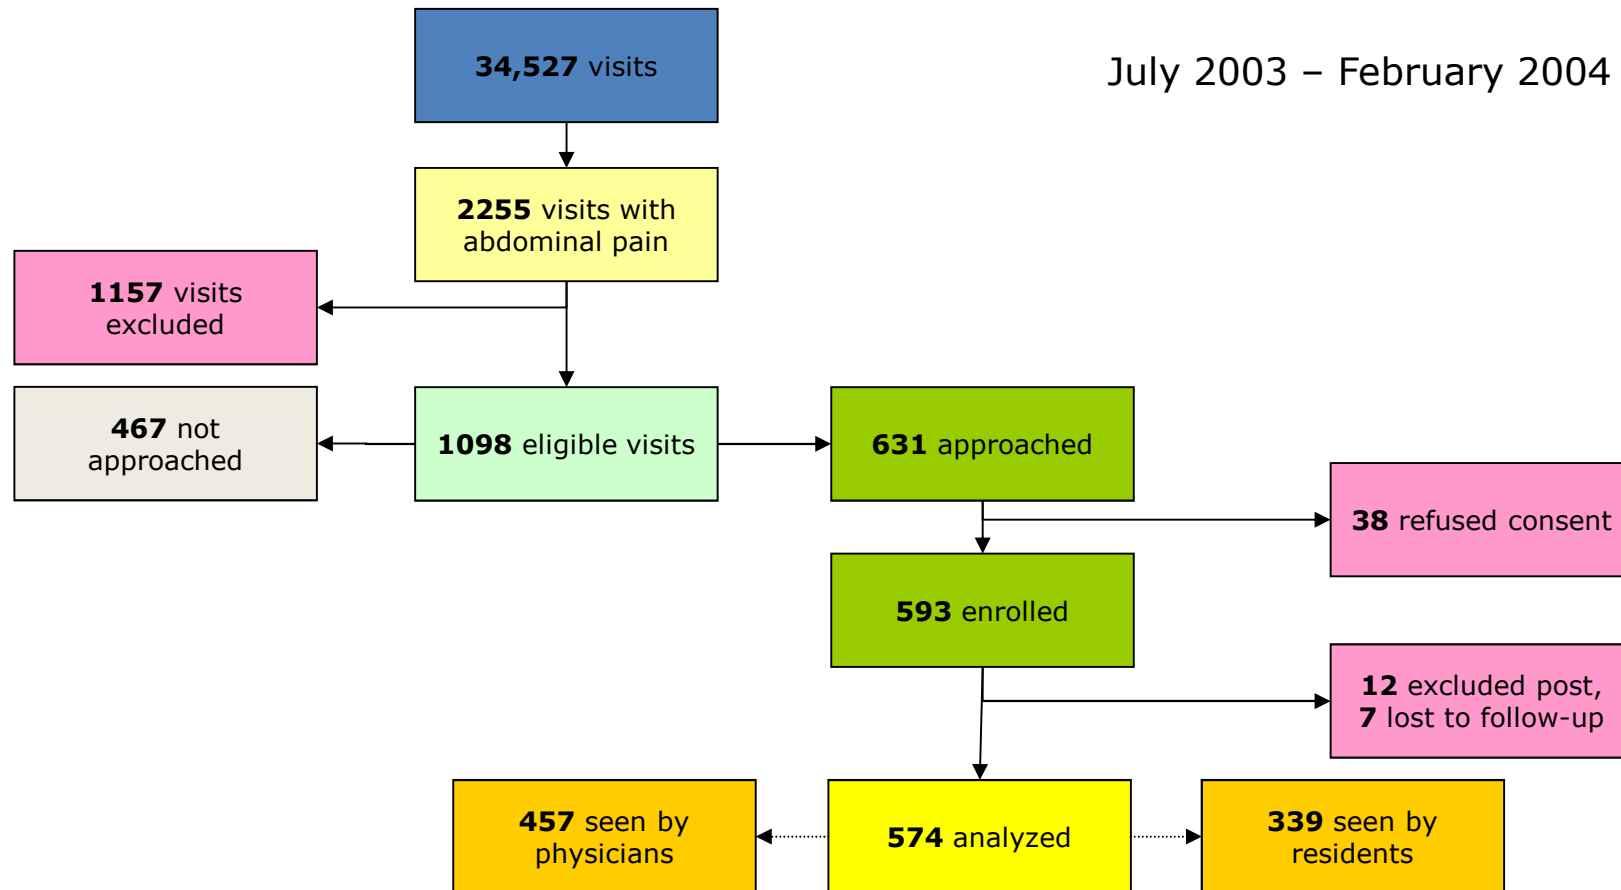 34,527 visits
July 2003 – February 2004
2255 visits with
abdominal pain
1157 visits
excluded
467 not
approached
1098 eligible visits
631 approached
38 refused consent
593 enrolled
12 excluded post,
7 lost to follow-up
457 seen by
physicians
574 analyzed
339 seen by
residents